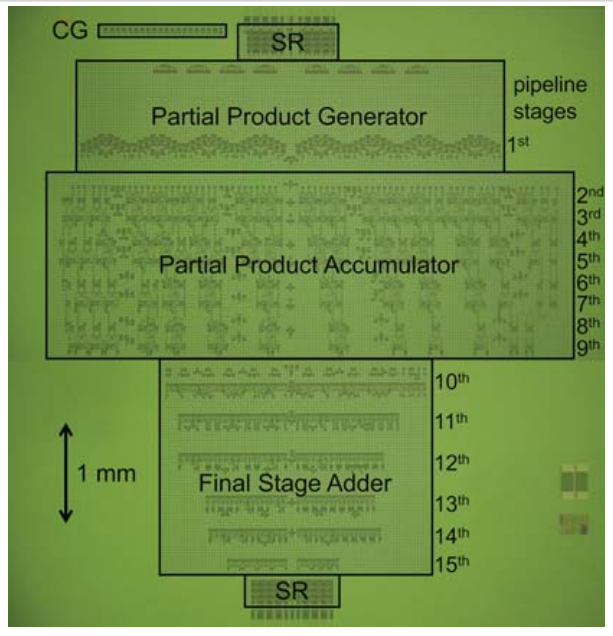 CG
SR
pipeline
stages
Partial Product Generator
1st
2nd
3rd
4th
Partial Product Accumulator
5th
6th
7th
8th
9th
10th
11th
1 mm
12th
Final Stage Adder
13th
14th
15th
SR